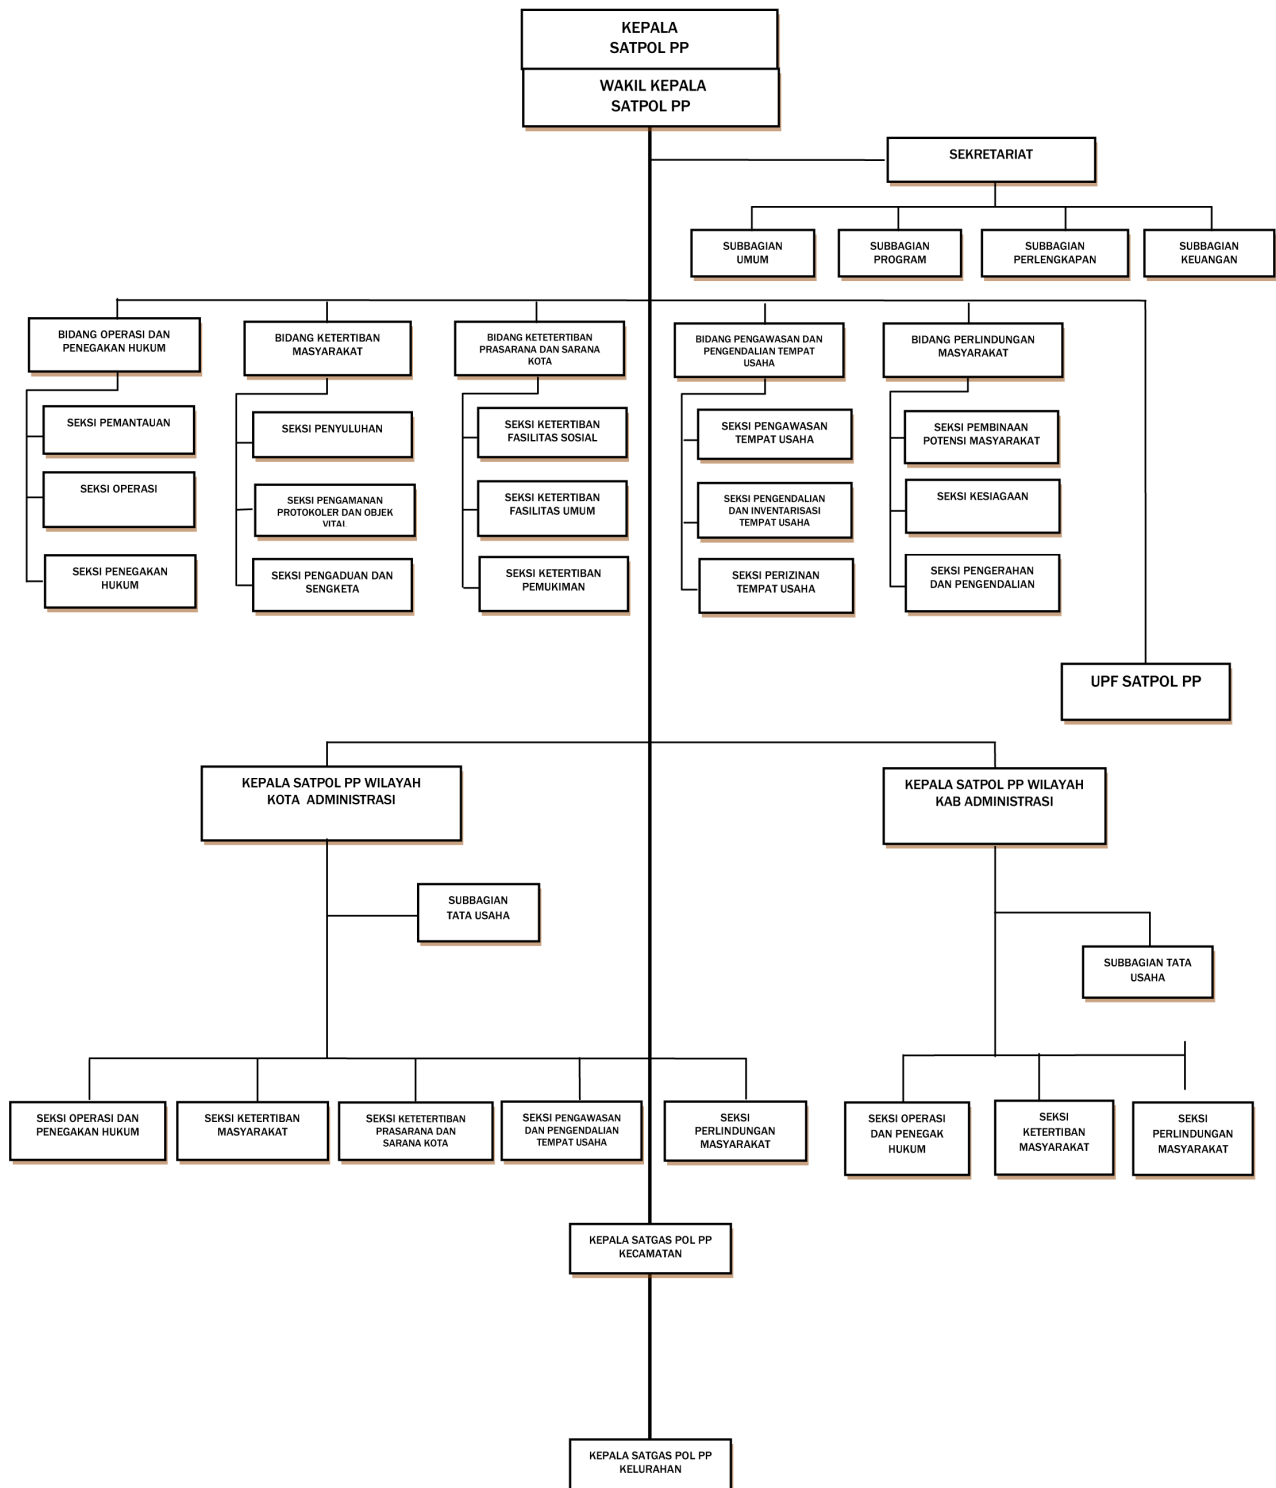 KEPALA
SATPOL PP
WAKIL KEPALA
SATPOL PP
SEKRETARIAT
SUBBAGIAN
UMUM
SUBBAGIAN
PROGRAM
SUBBAGIAN
PERLENGKAPAN
SUBBAGIAN
KEUANGAN
BIDANG OPERASI DAN
PENEGAKAN HUKUM
BIDANG KETERTIBAN
MASYARAKAT
BIDANG KETETERTIBAN
PRASARANA DAN SARANA
KOTA
BIDANG PENGAWASAN DAN
PENGENDALIAN TEMPAT
USAHA
BIDANG PERLINDUNGAN
MASYARAKAT
SEKSI PEMANTAUAN
SEKSI OPERASI
SEKSI PENEGAKAN
HUKUM
SEKSI PENYULUHAN
SEKSI PENGAMANAN
PROTOKOLER DAN OBJEK
VITAL
SEKSI PENGADUAN DAN
SENGKETA
SEKSI KETERTIBAN
FASILITAS SOSIAL
SEKSI KETERTIBAN
FASILITAS UMUM
SEKSI KETERTIBAN
PEMUKIMAN
SEKSI PENGAWASAN
TEMPAT USAHA
SEKSI PENGENDALIAN
DAN INVENTARISASI
TEMPAT USAHA
SEKSI PERIZINAN
TEMPAT USAHA
SEKSI PEMBINAAN
POTENSI MASYARAKAT
SEKSI KESIAGAAN
SEKSI PENGERAHAN
DAN PENGENDALIAN
UPF SATPOL PP
KEPALA SATPOL PP WILAYAH
KOTA ADMINISTRASI
KEPALA SATPOL PP WILAYAH
KAB ADMINISTRASI
SUBBAGIAN
TATA USAHA
SUBBAGIAN TATA
USAHA
SEKSI OPERASI DAN
PENEGAKAN HUKUM
SEKSI KETERTIBAN
MASYARAKAT
SEKSI KETETERTIBAN
PRASARANA DAN
SARANA KOTA
SEKSI PENGAWASAN
DAN PENGENDALIAN
TEMPAT USAHA
SEKSI
PERLINDUNGAN
MASYARAKAT
SEKSI OPERASI
DAN PENEGAK
HUKUM
SEKSI
KETERTIBAN
MASYARAKAT
SEKSI
PERLINDUNGAN
MASYARAKAT
KEPALA SATGAS POL PP
KECAMATAN
KEPALA SATGAS POL PP
KELURAHAN